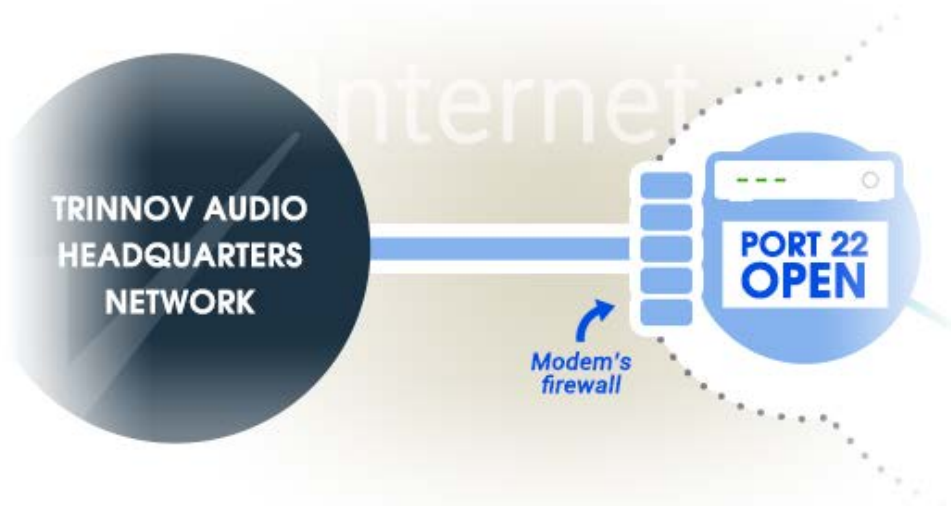 Internet
TRINNOV AUDIO
HEADQUARTERS
NETWORK
PORT 22
OPEN
Modem's
firewall